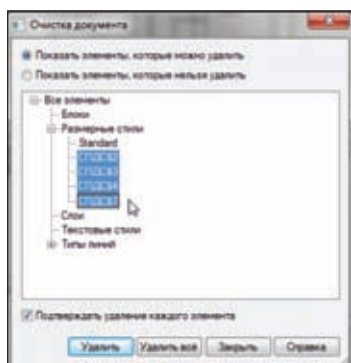 Очистка документа
Показать элементы, которые можно удалить
Показать элементы, которые нельзя удалить
Все элементы
Блоки
Размерные стили
Standard
Слои
Текстовые стили
Типы линий
Подтверждать удаление каждого элемента
Удалить Удалить все Закрыть Справка